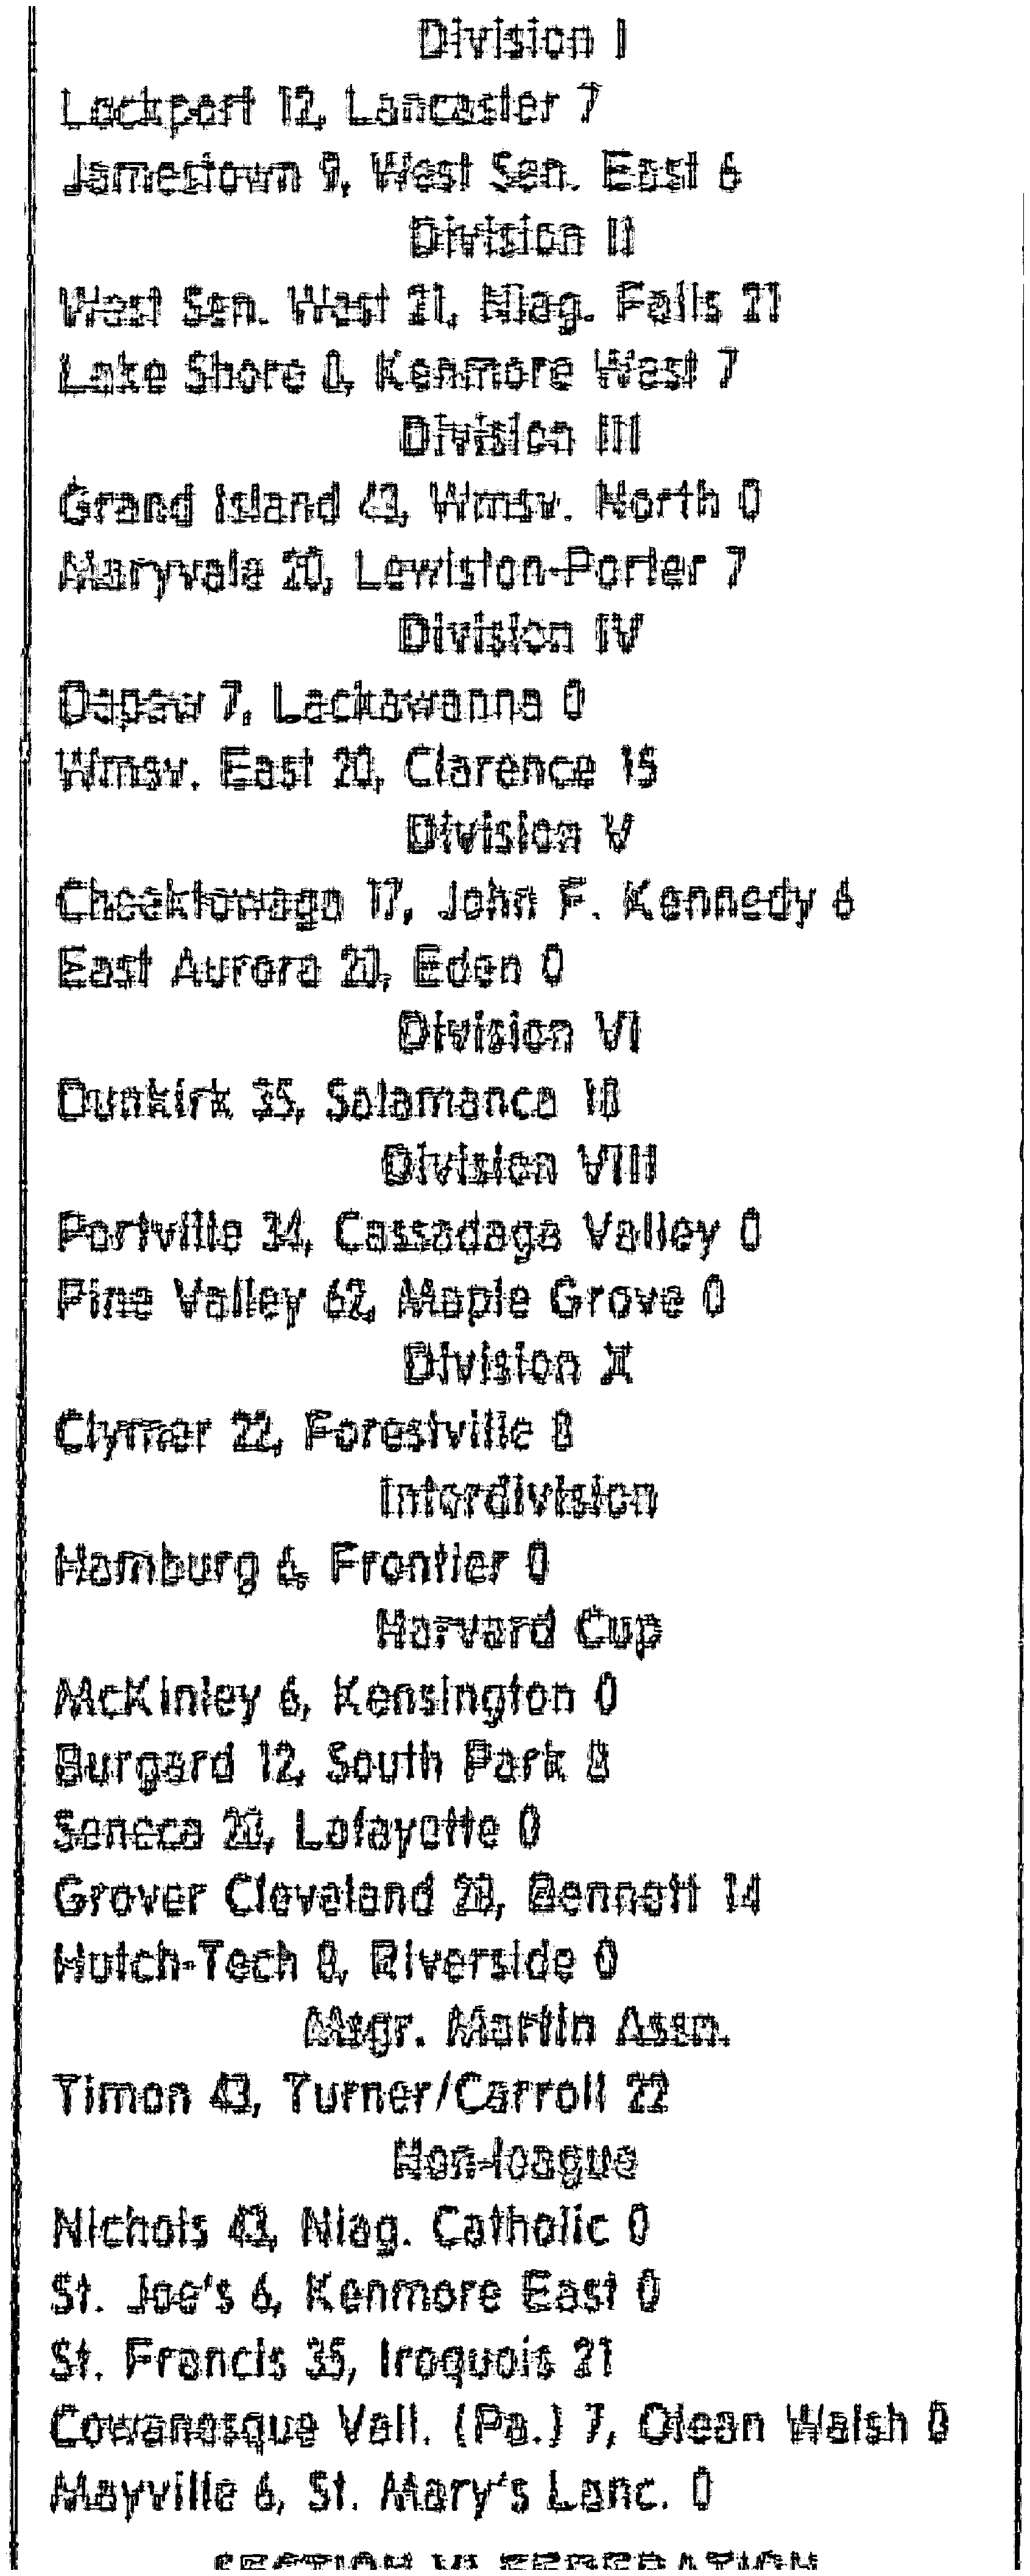 Division I
Lockport 12, Lancaster 7
Jamestown 9, West Sen. East 6
Division II
West Sen. West 21, Niag. Falls 21
Lake Shore 8, Kenmore West 7
Division III
Grand Island 43, Wmsv. North 0
Maryvale 20, Lewiston-Porter 7
Division IV
Depew 7, Lackawanna 0
Wmsv. East 20, Clarence 15
Division V
Cheektowaga 17, John F. Kennedy 6
East Aurora 20, Eden 0
Division VI
Dunkirk 35, Salamanca 18
Division VIII
Portville 34, Cassadaga Valley 0
Pine Valley 62, Maple Grove 0
Division X
Clymer 22, Forestville 8
Interdivision
Hamburg 6, Frontier 0
Harvard Cup
McKinley 6, Kensington 0
Burgard 12, South Park 8
Seneca 20, Lafayette 0
Grover Cleveland 28, Bennett 14
Hutch-Tech 8, Riverside 0
Msgr. Martin Assn.
Timon 43, Turner/Carroll 22
Non-league
Nichols 43, Niag. Catholic 0
St. Joe's 6, Kenmore East 0
St. Francis 35, Iroquois 21
Cowanesque Vall. (Pa.) 7, Olean Walsh 0
Mayville 6, St. Mary's Lanc. 0
SECTION VI FEDERATION